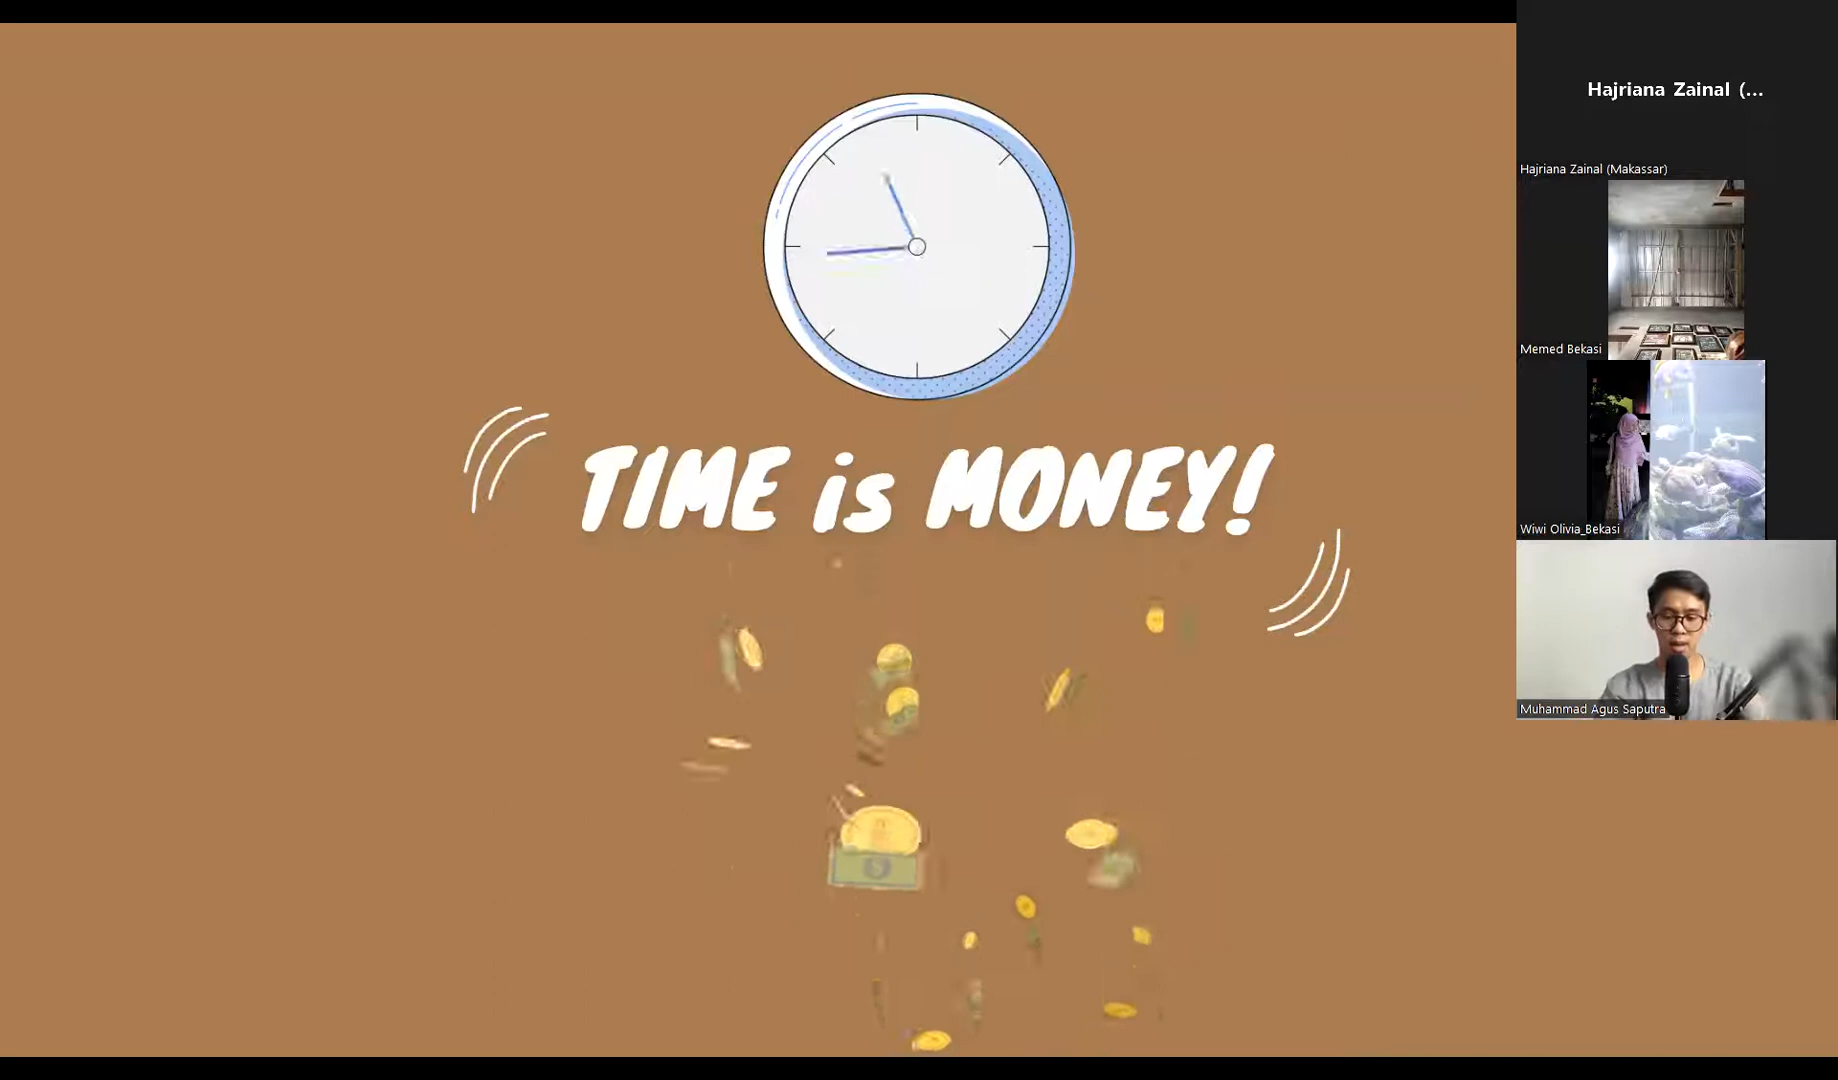 TIME is MONEY!
Hajriana Zainal (...
Hajriana Zainal (Makassar)
Memed Bekasi
Wiwi Olivia_Bekasi
Muhammad Agus Saputra